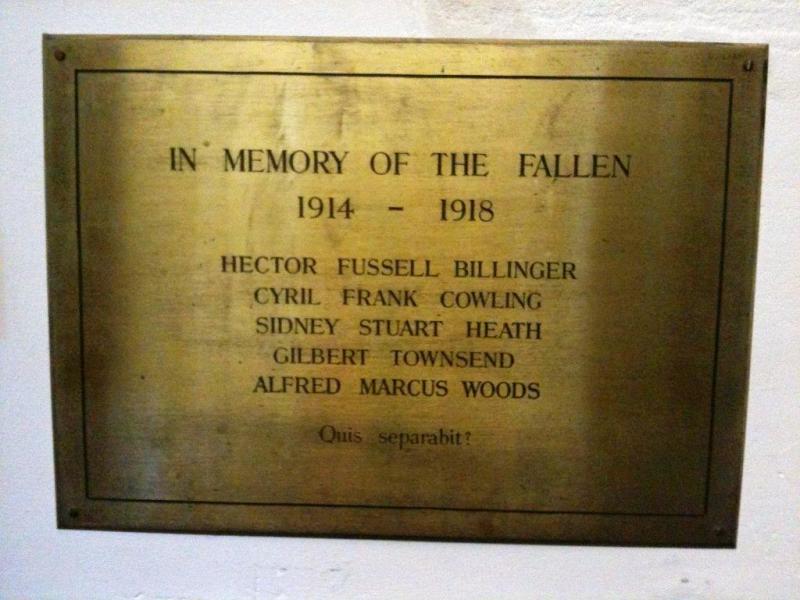 IN MEMORY OF THE FALLEN
1914 - 1918
HECTOR FUSSELL BILLINGER
CYRIL FRANK COWLING
SIDNEY STUART HEATH
GILBERT TOWNSEND
ALFRED MARCUS WOODS
Quis separabit?